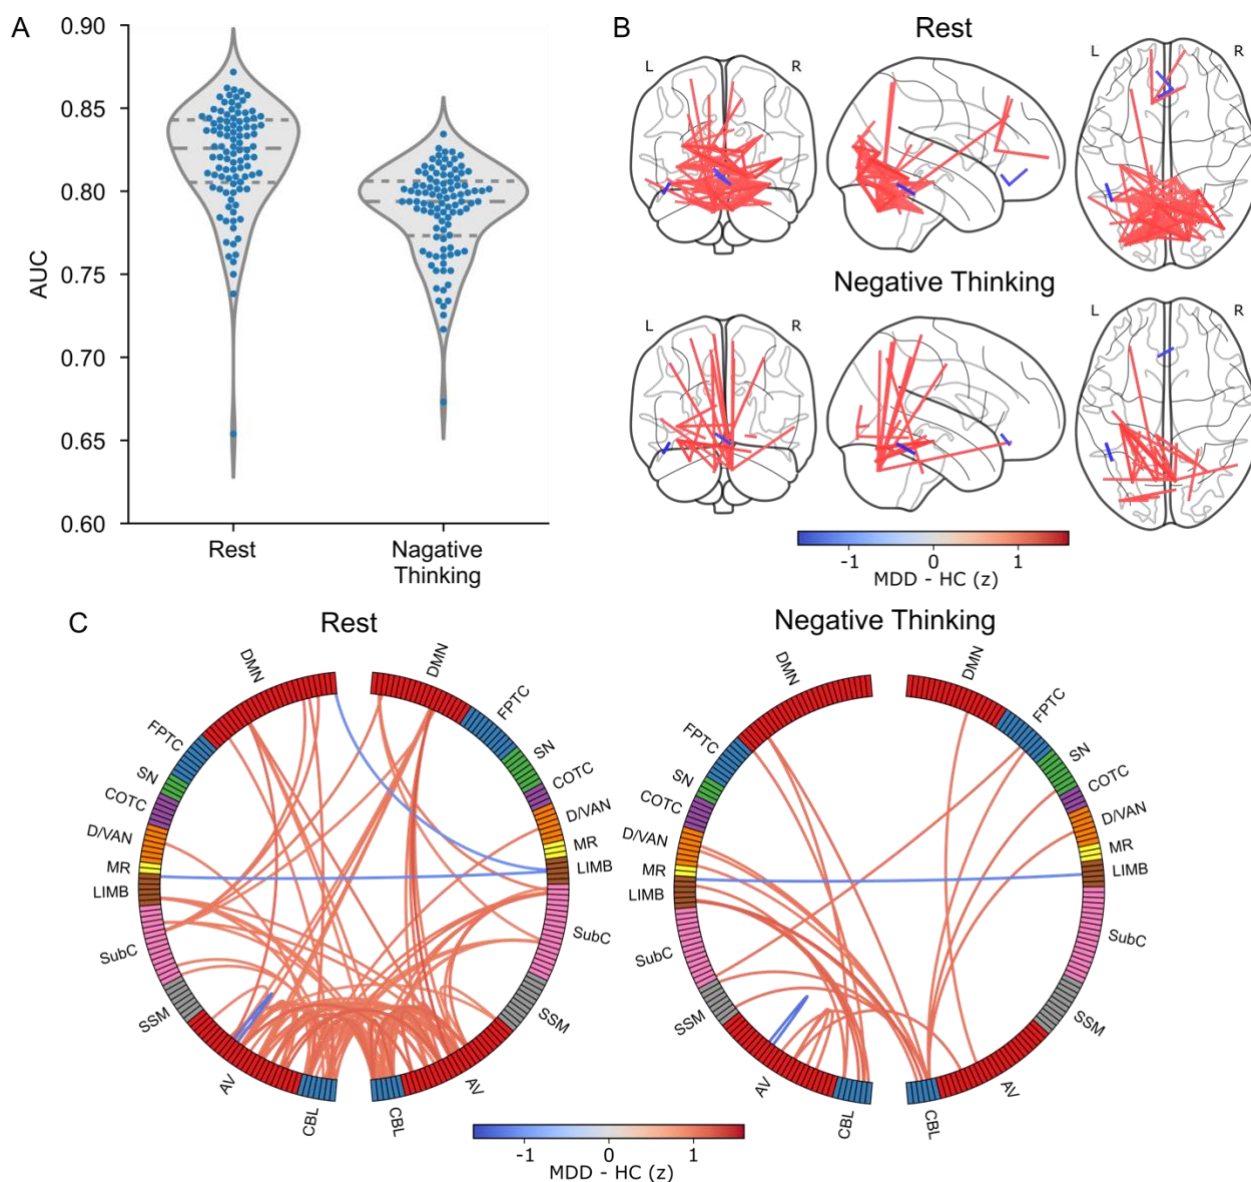 A
0.90
0.85
0.80
0.75
0.70
0.65
0.60
AUC
Rest
Nagative
Thinking
B
Rest
L
R
L
R
Negative Thinking
L
R
L
R
-1
0
1
MDD - HC (z)
C
Rest
DMN
DMN
FPTC
FPTC
SN
SN
COTC
COTC
D/VAN
D/VAN
MR
MR
LIMB
LIMB
SubC
SubC
SSM
SSM
AV
AV
CBL
CBL
Negative Thinking
DMN
DMN
FPTC
FPTC
SN
SN
COTC
COTC
D/VAN
D/VAN
MR
MR
LIMB
LIMB
SubC
SubC
SSM
SSM
AV
AV
CBL
CBL
-1
0
1
MDD - HC (z)